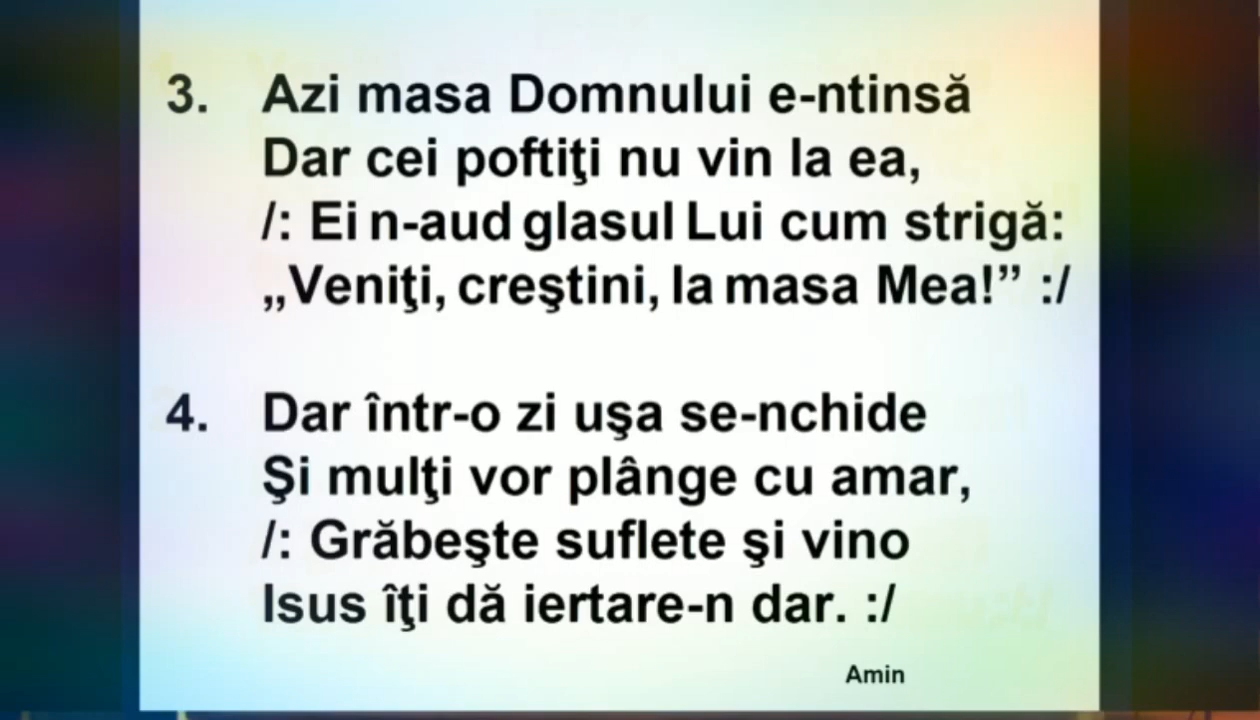 3. Azi masa Domnului e-ntinsă
Dar cei poftiţi nu vin la ea,
/: Ei n-aud glasul Lui cum strigă:
„Veniţi, creştini, la masa Mea!” :/
4. Dar într-o zi uşa se-nchide
Şi mulţi vor plânge cu amar,
/: Grăbeşte suflete şi vino
Isus îţi dă iertare-n dar. :/
Amin